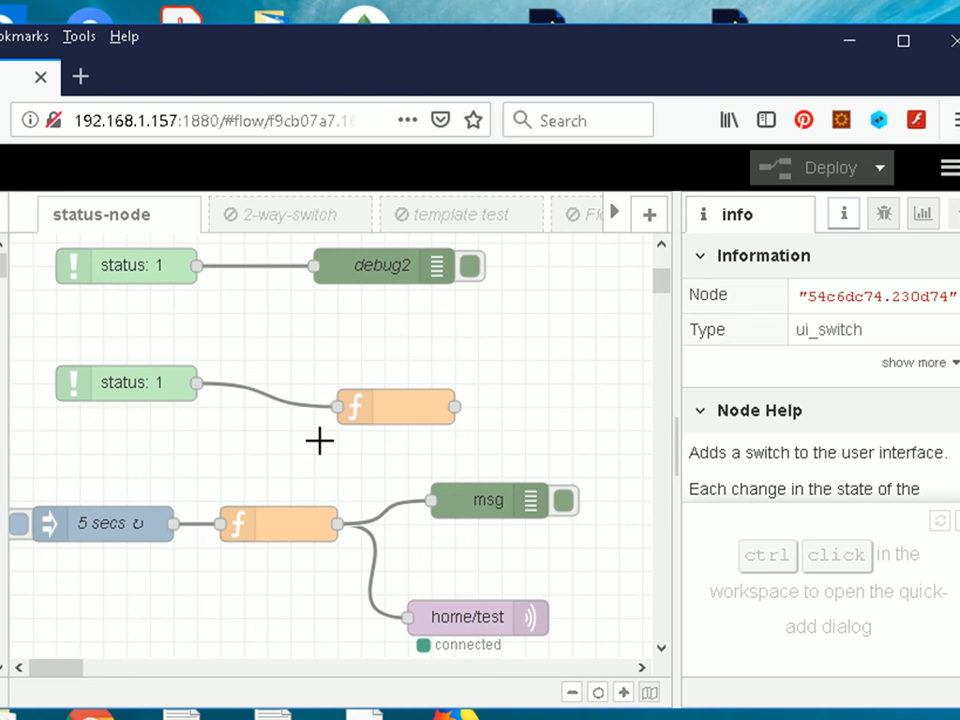 okmarks Tools Help
192.168.1.157:1880/#flow/f9cb07a7.16
Search
Deploy
status-node
2-way-switch
template test
Fl
info
status: 1
debug2
status: 1
5 secs ↻
msg
home/test
connected
Information
Node "54c6dc74.230d74"
Type ui_switch
show more
Node Help
Adds a switch to the user interface.
Each change in the state of the
ctrl click in the
workspace to open the quick-
add dialog